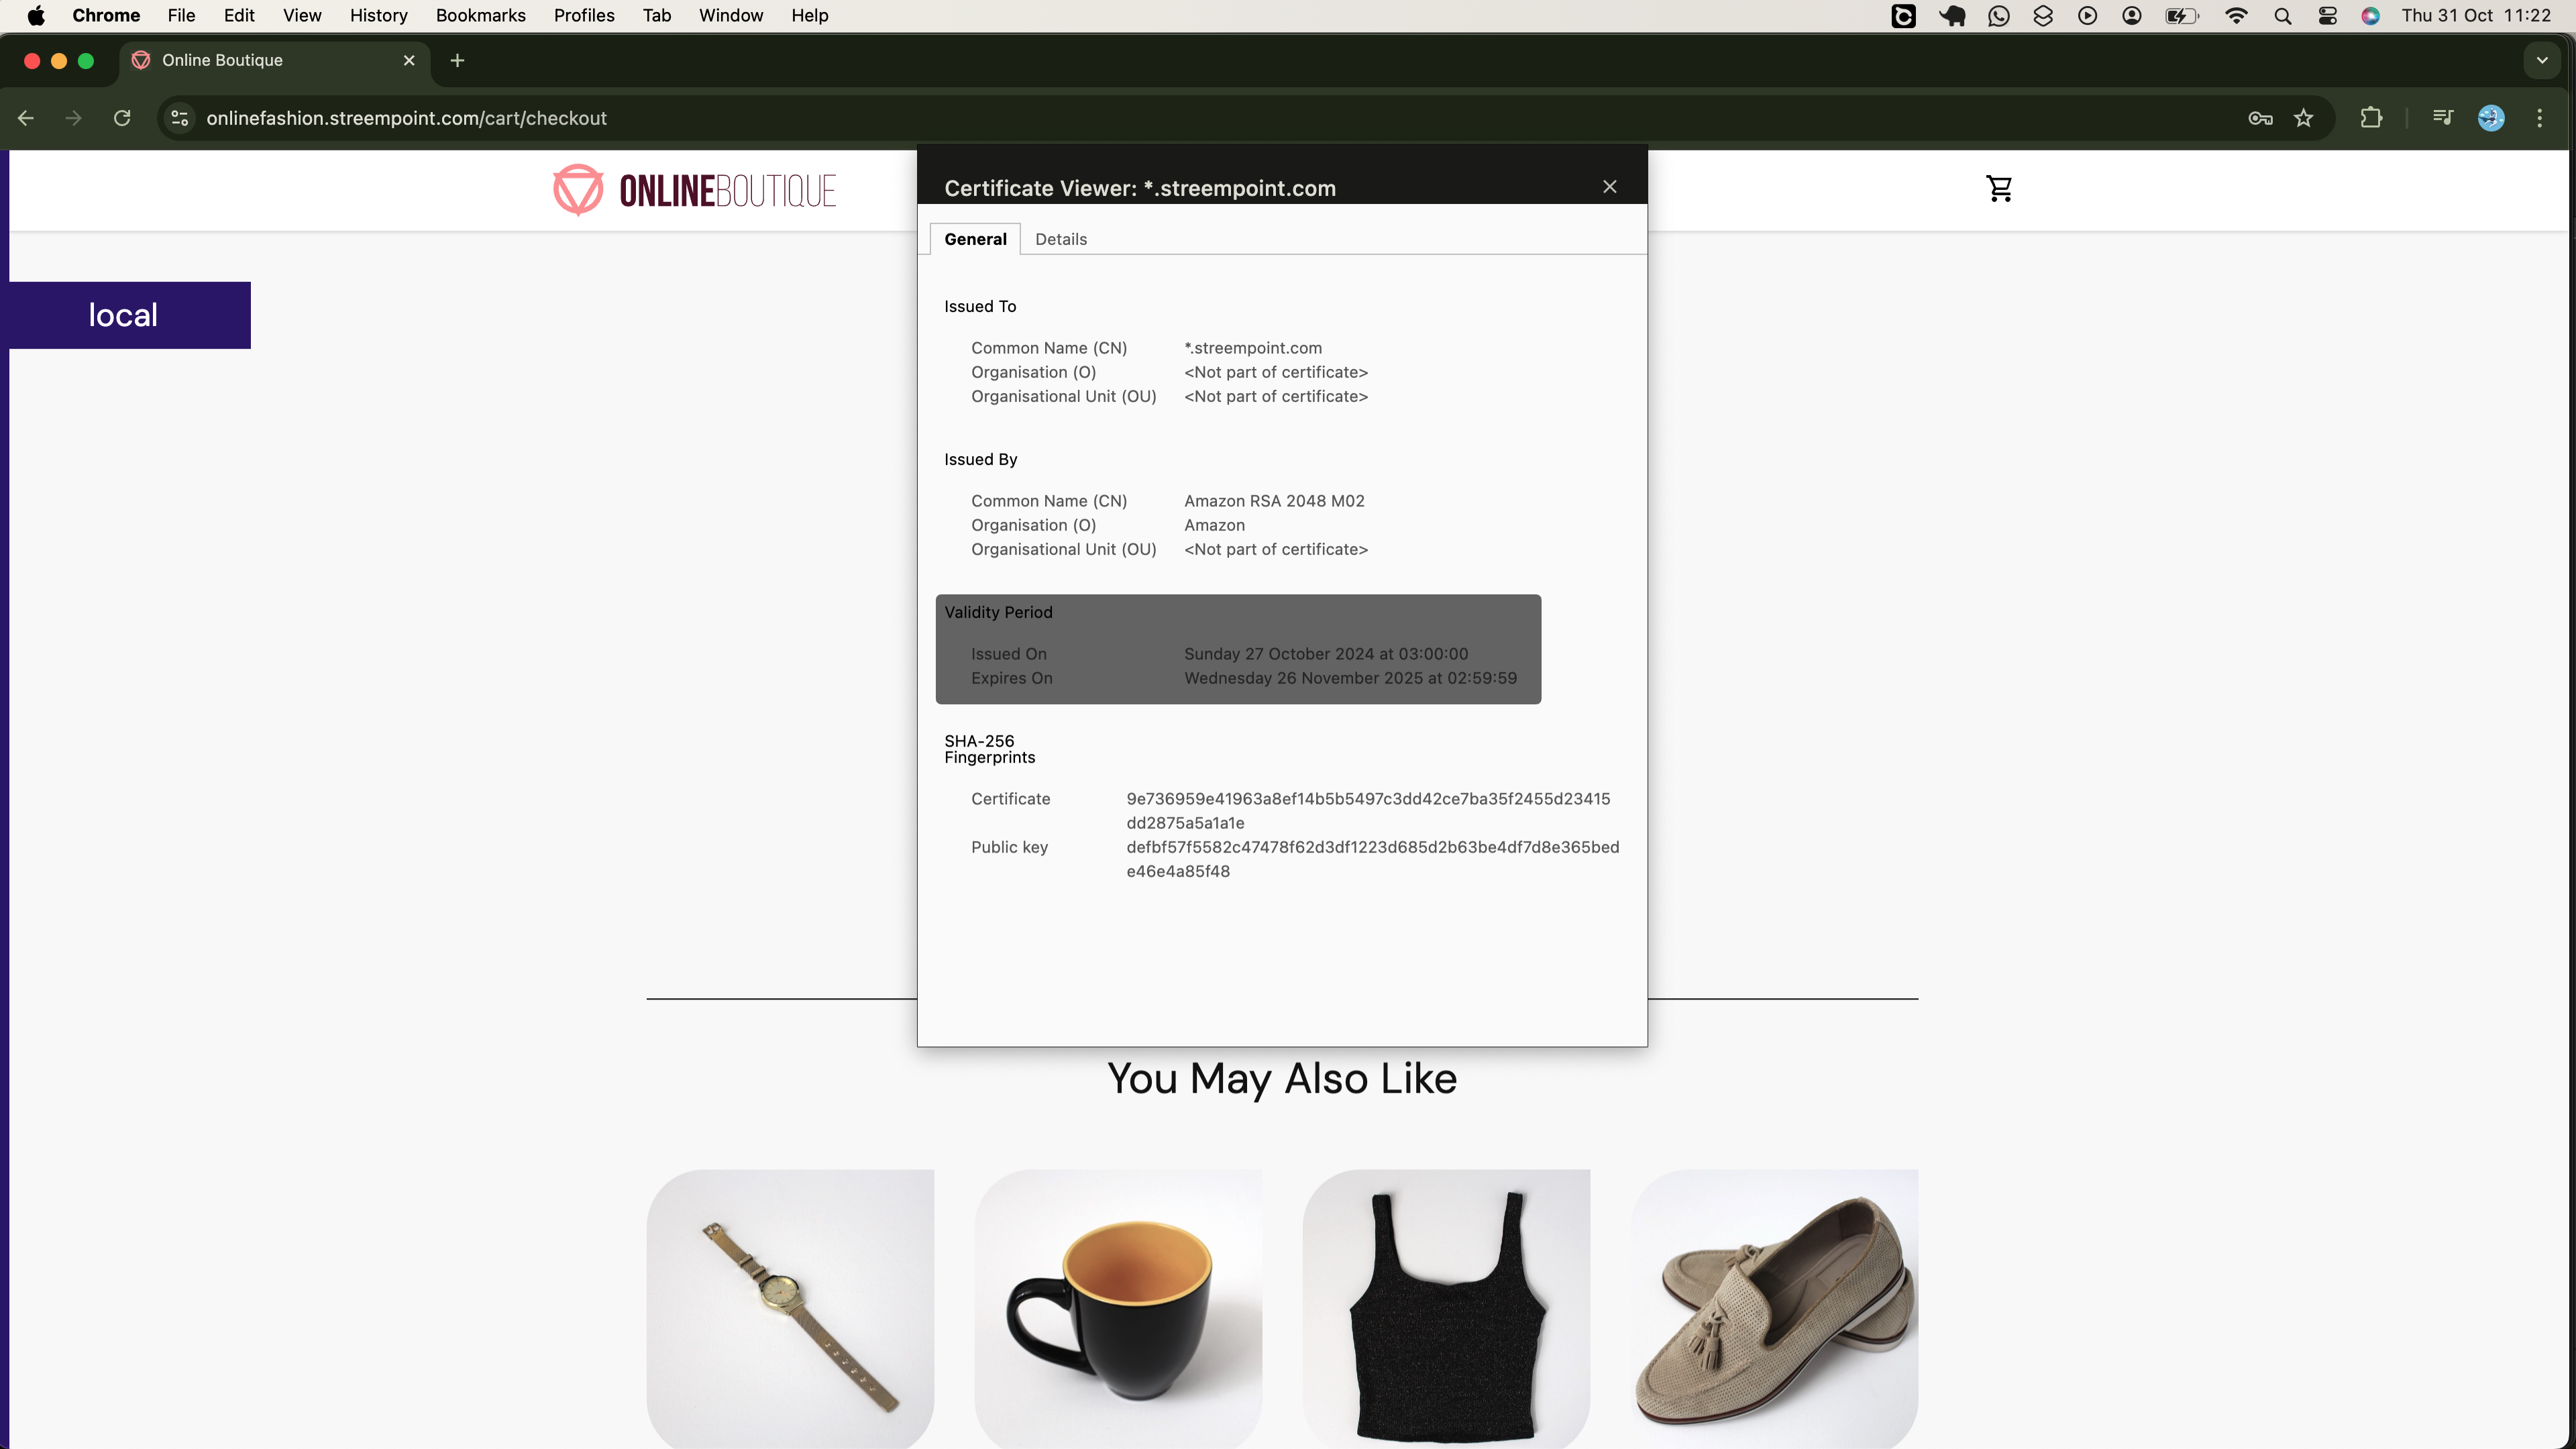 Chrome File Edit View History Bookmarks Profiles Tab Window Help Thu 31 Oct 11:22
Online Boutique
onlinefashion.streempoint.com/cart/checkout
ONLINEBOUTIQUE
local
Certificate Viewer: *.streempoint.com
General Details
Issued To
Common Name (CN) *.streempoint.com
Organisation (O) <Not part of certificate>
Organisational Unit (OU) <Not part of certificate>
Issued By
Common Name (CN) Amazon RSA 2048 M02
Organisation (O) Amazon
Organisational Unit (OU) <Not part of certificate>
Validity Period
Issued On Sunday 27 October 2024 at 03:00:00
Expires On Wednesday 26 November 2025 at 02:59:59
SHA-256
Fingerprints
Certificate 9e736959e41963a8ef14b5b5497c3dd42ce7ba35f2455d23415
dd2875a5a1a1e
Public key defbf57f5582c47478f62d3df1223d685d2b63be4df7d8e365bed
e46e4a85f48
You May Also Like